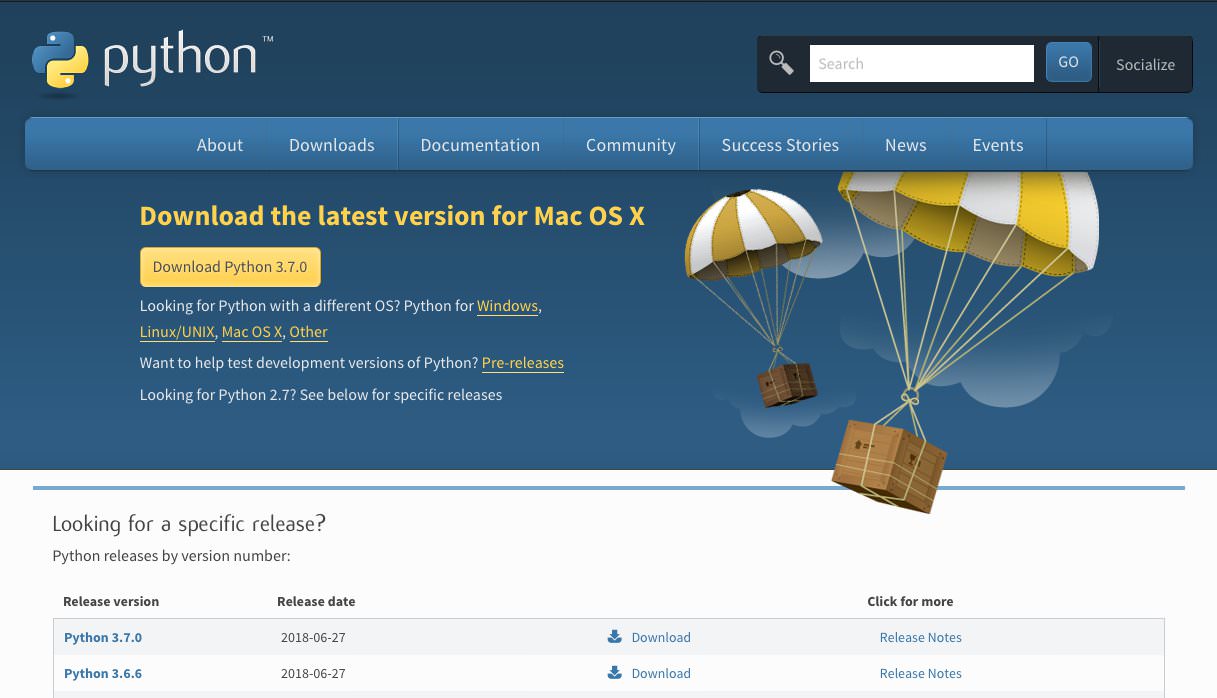 python™
Search
GO
Socialize
About Downloads Documentation Community Success Stories News Events
Download the latest version for Mac OS X
Download Python 3.7.0
Looking for Python with a different OS? Python for Windows,
Linux/UNIX, Mac OS X, Other
Want to help test development versions of Python? Pre-releases
Looking for Python 2.7? See below for specific releases
Looking for a specific release?
Python releases by version number:
Release version Release date Click for more
Python 3.7.0 2018-06-27 Download Release Notes
Python 3.6.6 2018-06-27 Download Release Notes